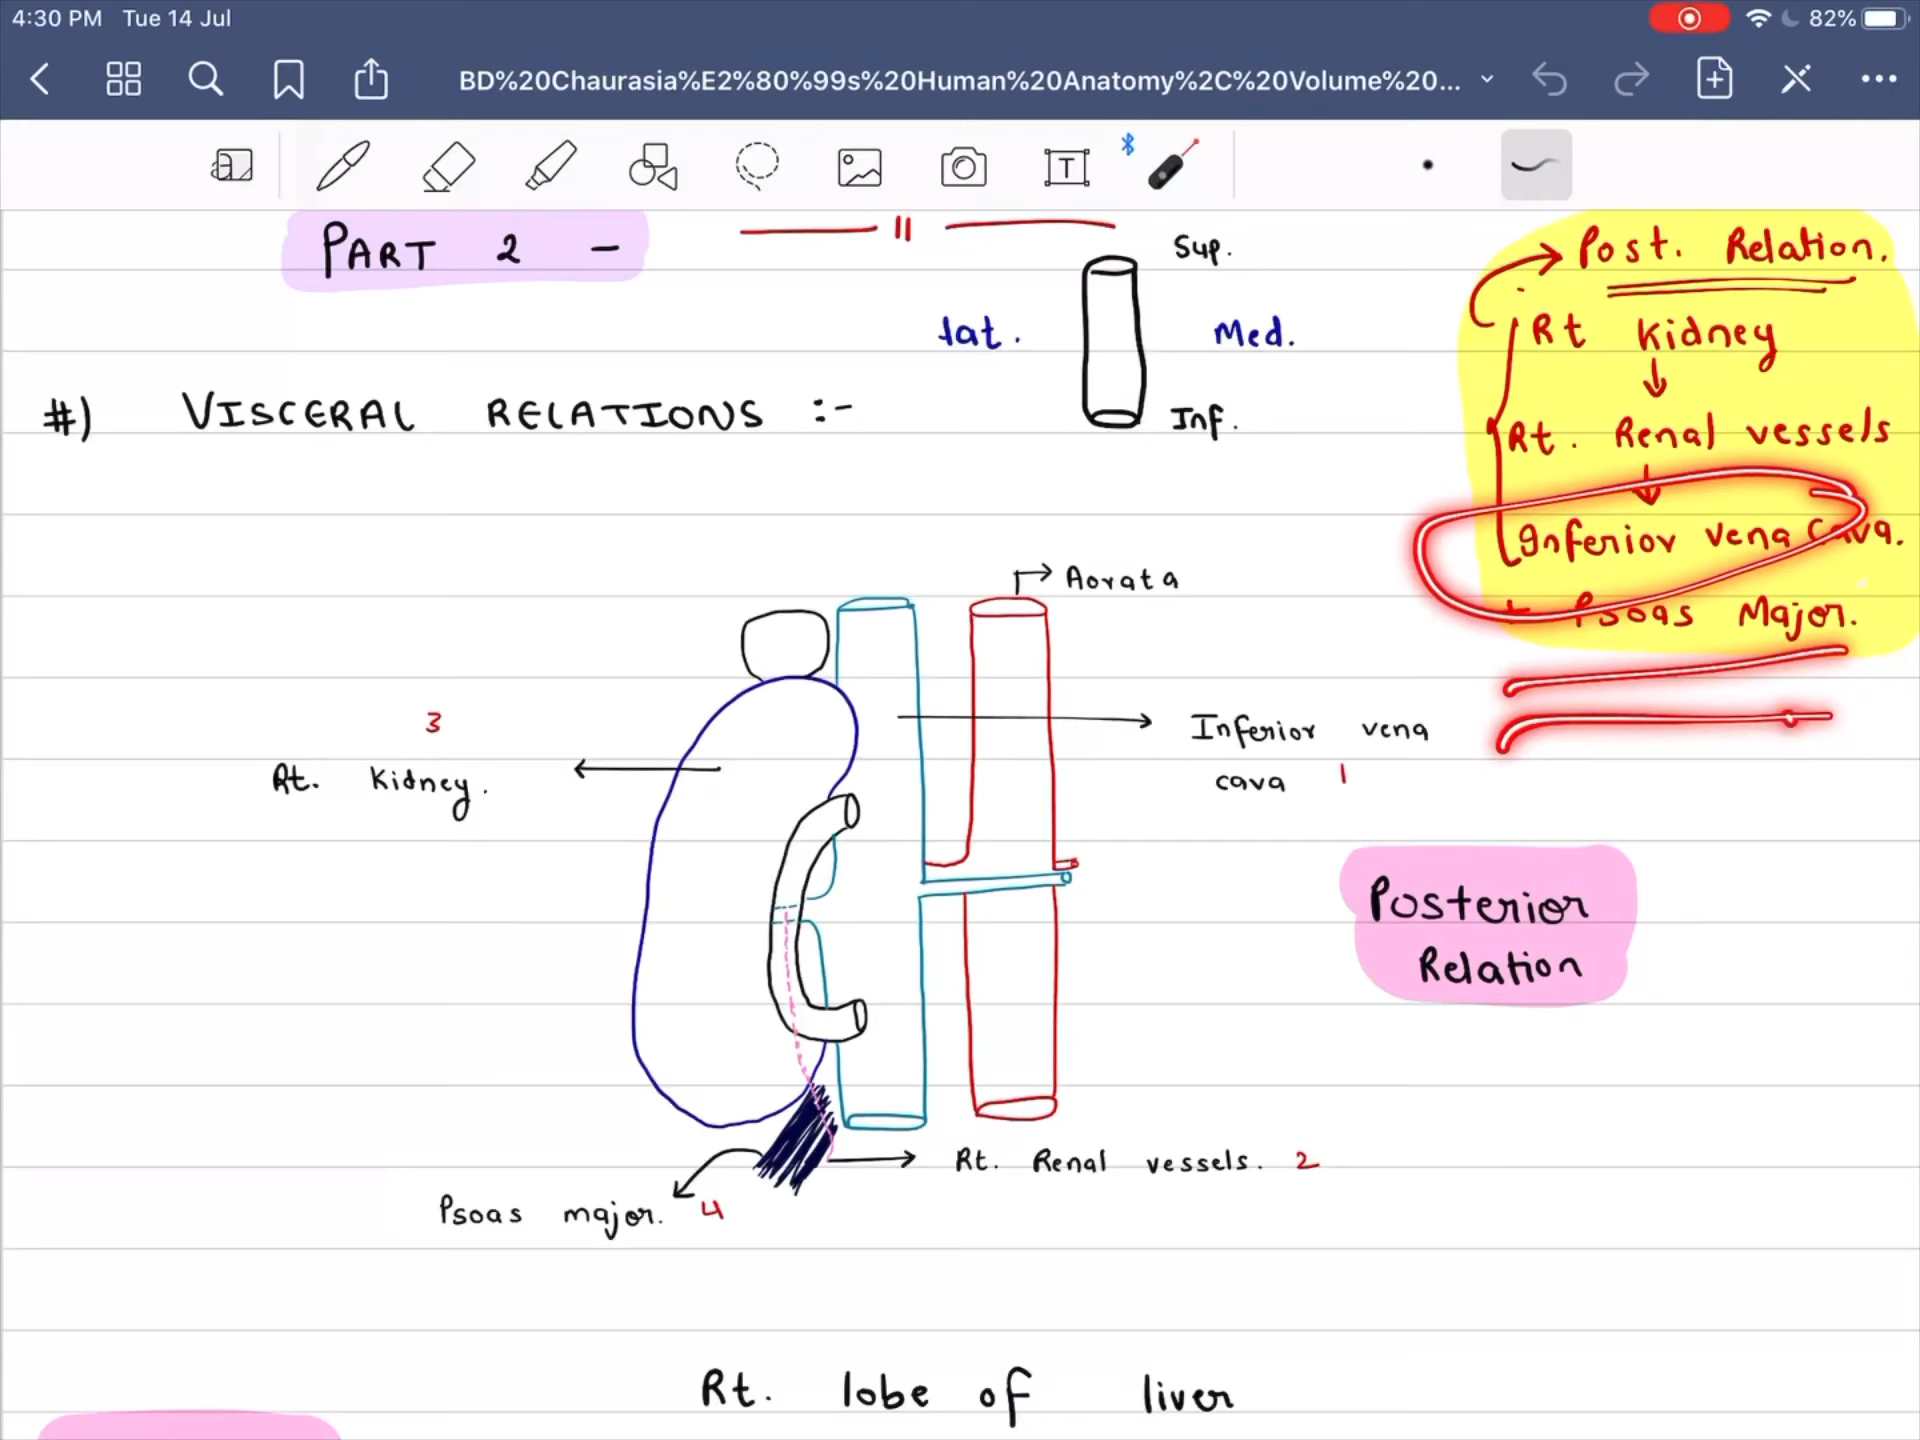 4:30 PM Tue 14 Jul
82%
BD%20Chaurasia%E2%80%99s%20Human%20Anatomy%2C%20Volume%20...
T
PART 2 -
11
Sup.
Lat. Med.
Inf.
#) VISCERAL RELATIONS :-
Post. Relation.
Rt Kidney
Rt. Renal vessels
Inferior vena cava.
+ Psoas Major.
Aorata
3
Rt. Kidney.
Inferior vena
cava 1
Posterior
Relation
Rt. Renal vessels. 2
Psoas major. 4
Rt. lobe of liver